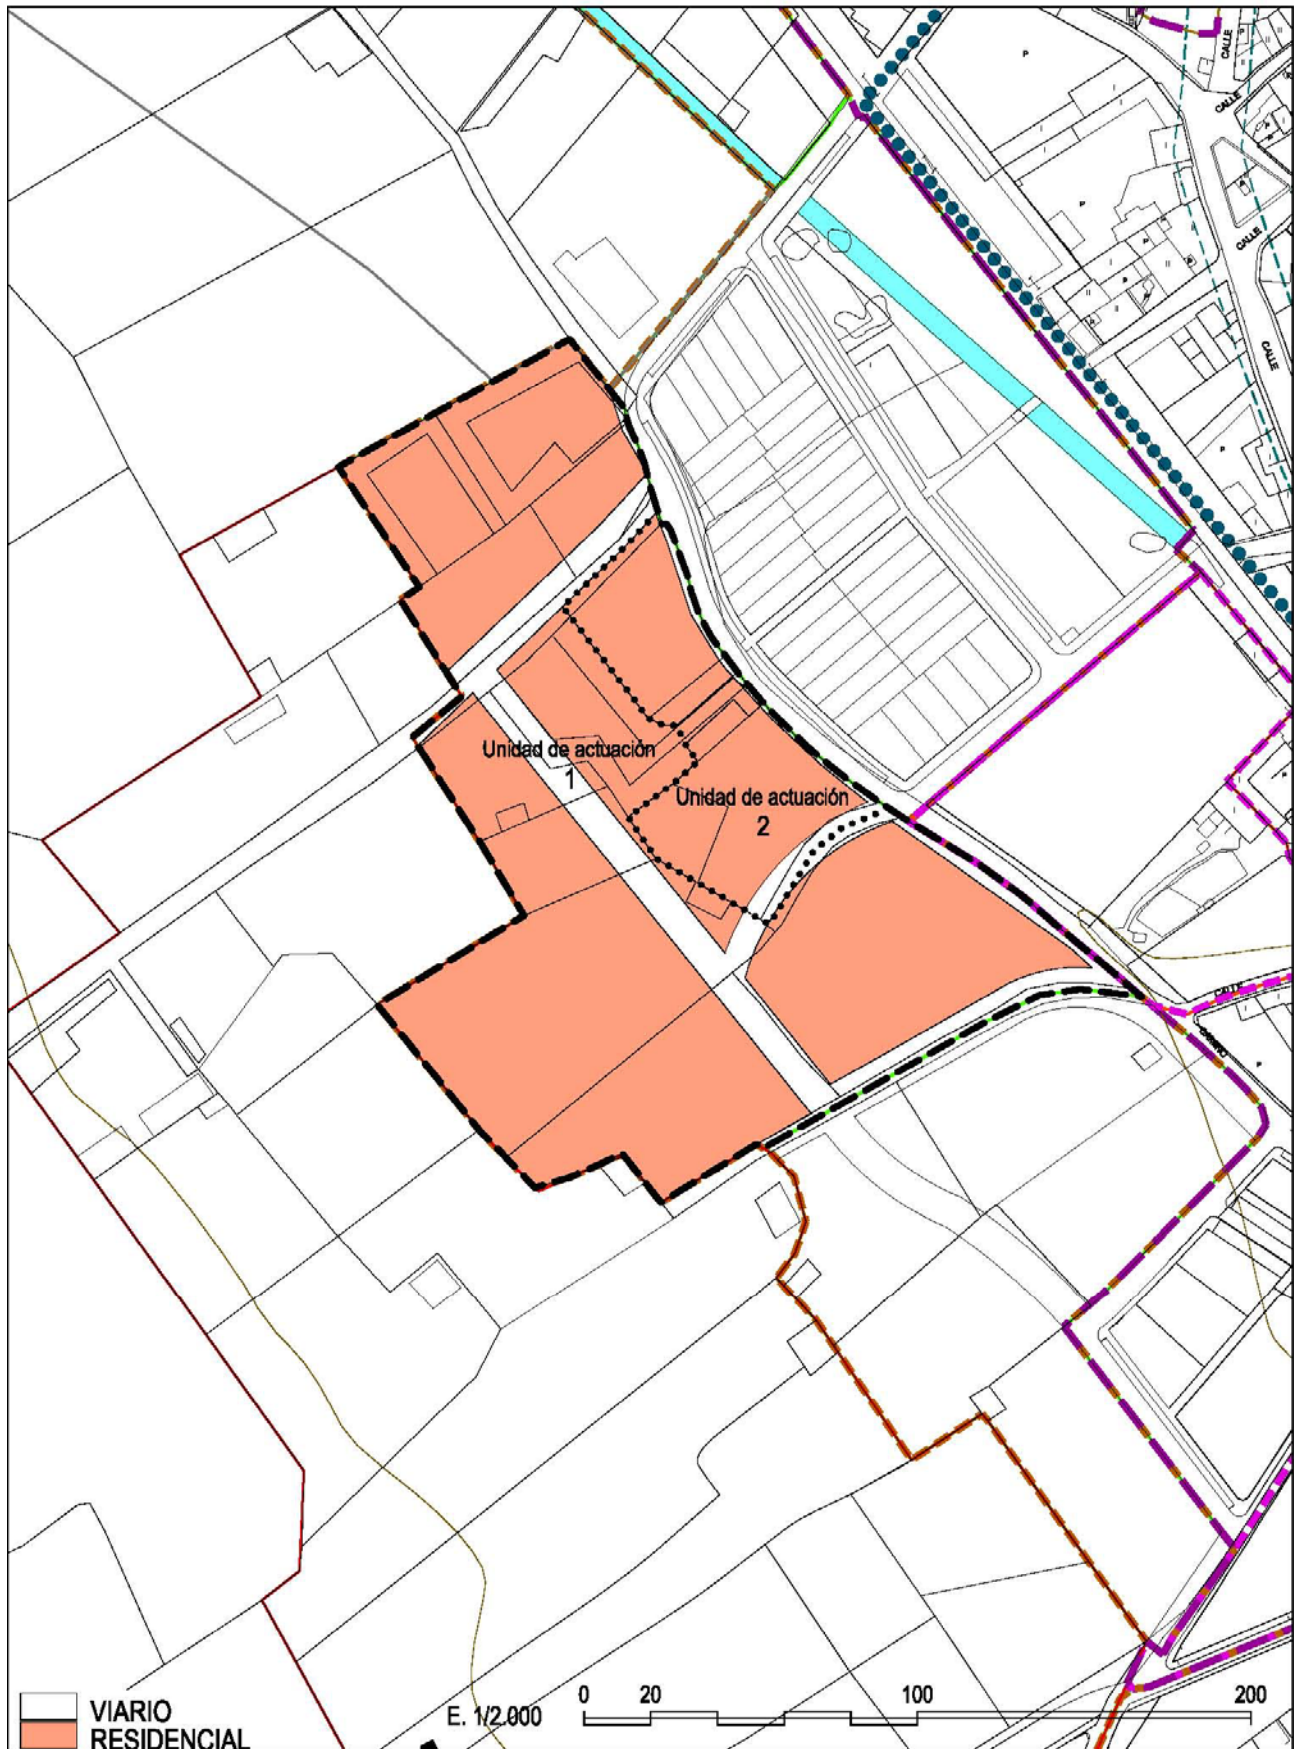 CALLE
CALLE
CALLE
CALLE
Unidad de actuación
1
Unidad de actuación
2
CALLE
CAMINO
VIARIO
RESIDENCIAL
E. 1/2.000
0 20 100 200